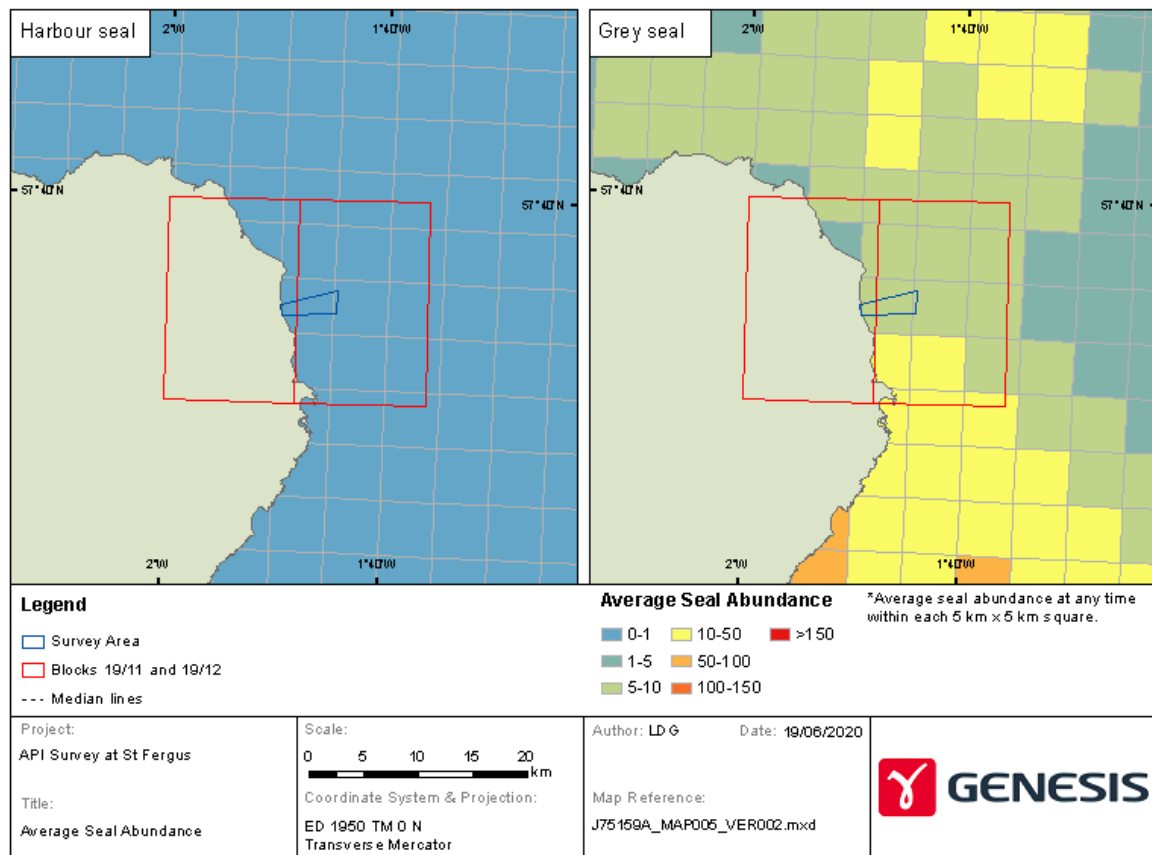 Harbour seal
2°W
1°40'W
57°40'N
57°40'N
2°W
1°40'W
Grey seal
2°W
1°40'W
57°40'N
57°40'N
2°W
1°40'W
Legend
Survey Area
Blocks 19/11 and 19/12
Median lines
Average Seal Abundance
0-1
1-5
5-10
10-50
50-100
100-150
>150
*Average seal abundance at any time
within each 5 km x 5 km square.
Project:
API Survey at St Fergus
Title:
Average Seal Abundance
Scale:
0 5 10 15 20
km
Coordinate System & Projection:
ED 1950 TM 0 N
Transverse Mercator
Author: LDG Date: 19/06/2020
Map Reference:
J75159A_MAP005_VER002.mxd
GENESIS